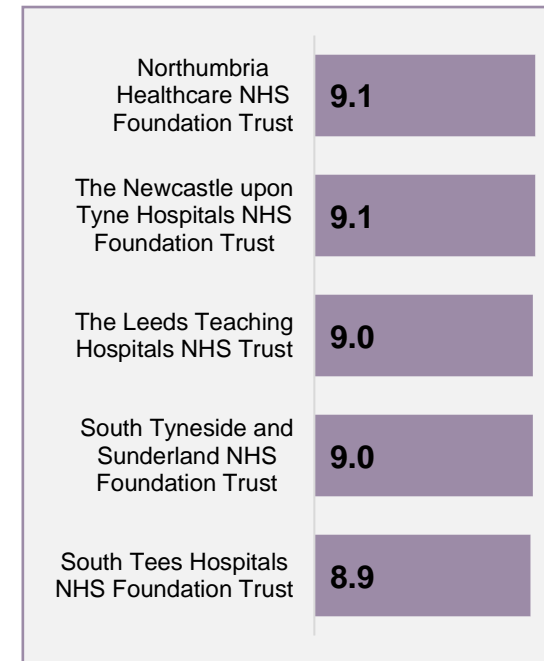 Northumbria
Healthcare NHS
Foundation Trust
9.1
The Newcastle upon
Tyne Hospitals NHS
Foundation Trust
9.1
The Leeds Teaching
Hospitals NHS Trust
9.0
South Tyneside and
Sunderland NHS
Foundation Trust
9.0
South Tees Hospitals
NHS Foundation Trust
8.9